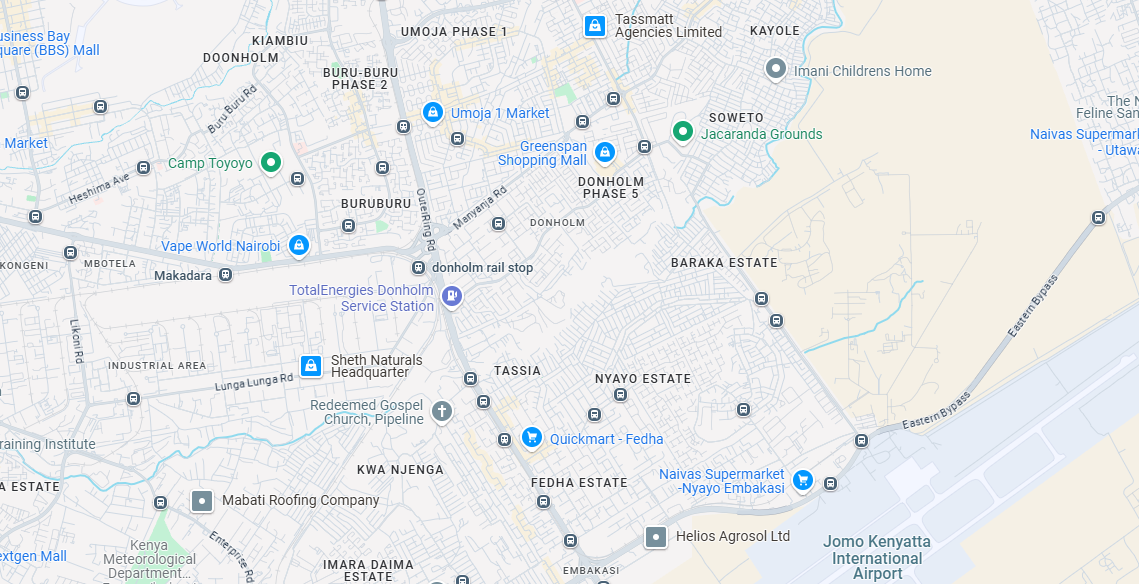 usiness Bay
quare (BBS) Mall
KIAMBIU
DOONHOLM
UMOJA PHASE 1
Tassmatt
Agencies Limited
KAYOLE
BURU-BURU
PHASE 2
Imani Childrens Home
Buru Buru Rd
Umoja 1 Market
SOWETO
The N
Feline San
Market
Jacaranda Grounds
Naivas Supermark
- Utaw
Greenspan
Shopping Mall
Camp Toyoyo
Heshima Ave
DONHOLM
PHASE 5
BURUBURU
Outer Ring Rd
Manyanja Rd
DONHOLM
Vape World Nairobi
KONGENI
MBOTELA
Makadara
donholm rail stop
BARAKA ESTATE
TotalEnergies Donholm
Service Station
Eastern Bypass
Likoni Rd
INDUSTRIAL AREA
Sheth Naturals
Headquarter
Lunga Lunga Rd
TASSIA
NYAYO ESTATE
Redeemed Gospel
Church, Pipeline
Eastern Bypass
raining Institute
Quickmart - Fedha
KWA NJENGA
Naivas Supermarket
-Nyayo Embakasi
A ESTATE
FEDHA ESTATE
Mabati Roofing Company
Enterprise Rd
Helios Agrosol Ltd
Kenya
Meteorological
Department...
extgen Mall
Jomo Kenyatta
International
Airport
IMARA DAIMA
ESTATE
EMBAKASI